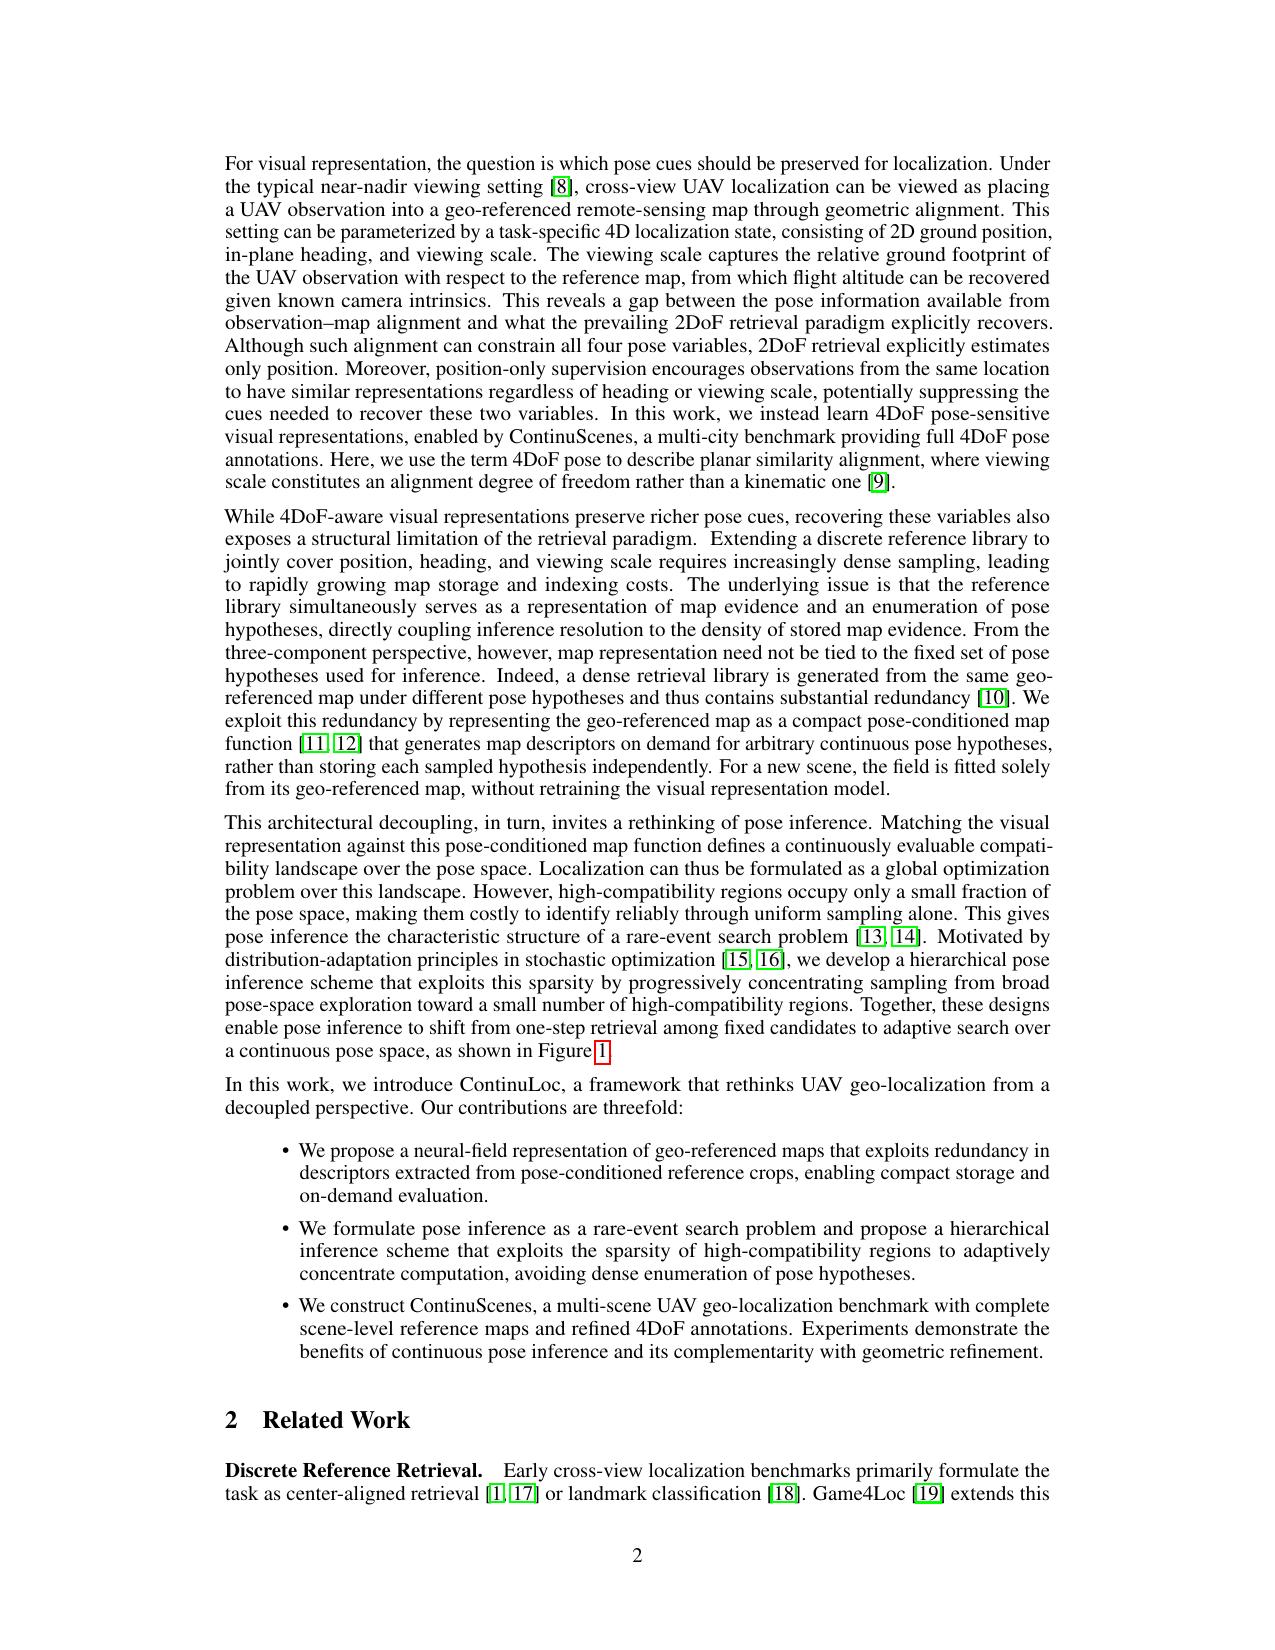 For visual representation, the question is which pose cues should be preserved for localization. Under
the typical near-nadir viewing setting [8], cross-view UAV localization can be viewed as placing
a UAV observation into a geo-referenced remote-sensing map through geometric alignment. This
setting can be parameterized by a task-specific 4D localization state, consisting of 2D ground position,
in-plane heading, and viewing scale. The viewing scale captures the relative ground footprint of
the UAV observation with respect to the reference map, from which flight altitude can be recovered
given known camera intrinsics. This reveals a gap between the pose information available from
observation–map alignment and what the prevailing 2DoF retrieval paradigm explicitly recovers.
Although such alignment can constrain all four pose variables, 2DoF retrieval explicitly estimates
only position. Moreover, position-only supervision encourages observations from the same location
to have similar representations regardless of heading or viewing scale, potentially suppressing the
cues needed to recover these two variables. In this work, we instead learn 4DoF pose-sensitive
visual representations, enabled by ContinuScenes, a multi-city benchmark providing full 4DoF pose
annotations. Here, we use the term 4DoF pose to describe planar similarity alignment, where viewing
scale constitutes an alignment degree of freedom rather than a kinematic one [9].
While 4DoF-aware visual representations preserve richer pose cues, recovering these variables also
exposes a structural limitation of the retrieval paradigm. Extending a discrete reference library to
jointly cover position, heading, and viewing scale requires increasingly dense sampling, leading
to rapidly growing map storage and indexing costs. The underlying issue is that the reference
library simultaneously serves as a representation of map evidence and an enumeration of pose
hypotheses, directly coupling inference resolution to the density of stored map evidence. From the
three-component perspective, however, map representation need not be tied to the fixed set of pose
hypotheses used for inference. Indeed, a dense retrieval library is generated from the same geo-
referenced map under different pose hypotheses and thus contains substantial redundancy [10]. We
exploit this redundancy by representing the geo-referenced map as a compact pose-conditioned map
function [11, 12] that generates map descriptors on demand for arbitrary continuous pose hypotheses,
rather than storing each sampled hypothesis independently. For a new scene, the field is fitted solely
from its geo-referenced map, without retraining the visual representation model.
This architectural decoupling, in turn, invites a rethinking of pose inference. Matching the visual
representation against this pose-conditioned map function defines a continuously evaluable compati-
bility landscape over the pose space. Localization can thus be formulated as a global optimization
problem over this landscape. However, high-compatibility regions occupy only a small fraction of
the pose space, making them costly to identify reliably through uniform sampling alone. This gives
pose inference the characteristic structure of a rare-event search problem [13, 14]. Motivated by
distribution-adaptation principles in stochastic optimization [15, 16], we develop a hierarchical pose
inference scheme that exploits this sparsity by progressively concentrating sampling from broad
pose-space exploration toward a small number of high-compatibility regions. Together, these designs
enable pose inference to shift from one-step retrieval among fixed candidates to adaptive search over
a continuous pose space, as shown in Figure 1.
In this work, we introduce ContinuLoc, a framework that rethinks UAV geo-localization from a
decoupled perspective. Our contributions are threefold:
• We propose a neural-field representation of geo-referenced maps that exploits redundancy in
descriptors extracted from pose-conditioned reference crops, enabling compact storage and
on-demand evaluation.
• We formulate pose inference as a rare-event search problem and propose a hierarchical
inference scheme that exploits the sparsity of high-compatibility regions to adaptively
concentrate computation, avoiding dense enumeration of pose hypotheses.
• We construct ContinuScenes, a multi-scene UAV geo-localization benchmark with complete
scene-level reference maps and refined 4DoF annotations. Experiments demonstrate the
benefits of continuous pose inference and its complementarity with geometric refinement.
2 Related Work
Discrete Reference Retrieval. Early cross-view localization benchmarks primarily formulate the
task as center-aligned retrieval [1, 17] or landmark classification [18]. Game4Loc [19] extends this
2